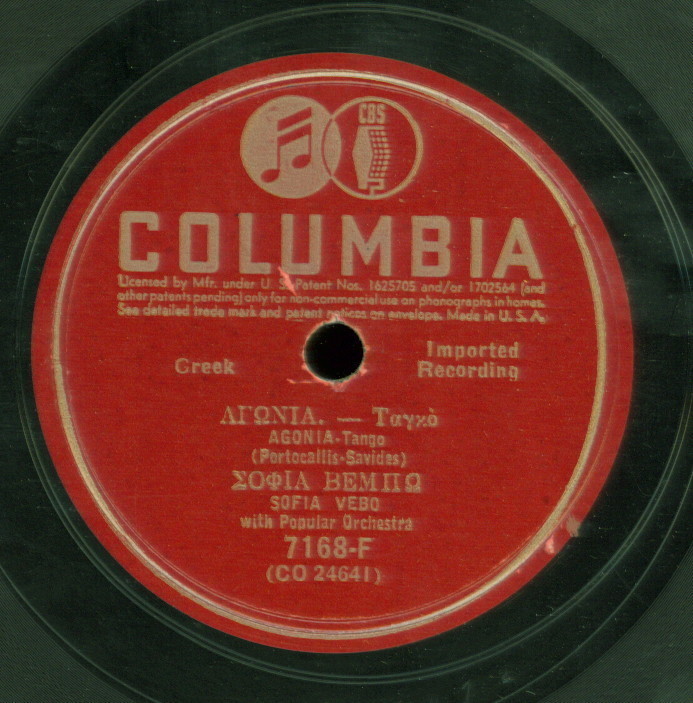 CBS
COLUMBIA
Licensed by Mfr. under U. S. Patent Nos. 1625705 and/or 1702564 (and
other patents pending) only for non-commercial use on phonographs in homes.
See detailed trade mark and patent notices on envelope. Made in U. S. A.
Greek
Imported
Recording
ΑΓΩΝΙΑ. — Ταγκὸ
AGONIA-Tango
(Portocallis-Savides)
ΣΟΦΙΑ ΒΕΜΠΩ
SOFIA VEBO
with Popular Orchestra
7168-F
(CO 24641)